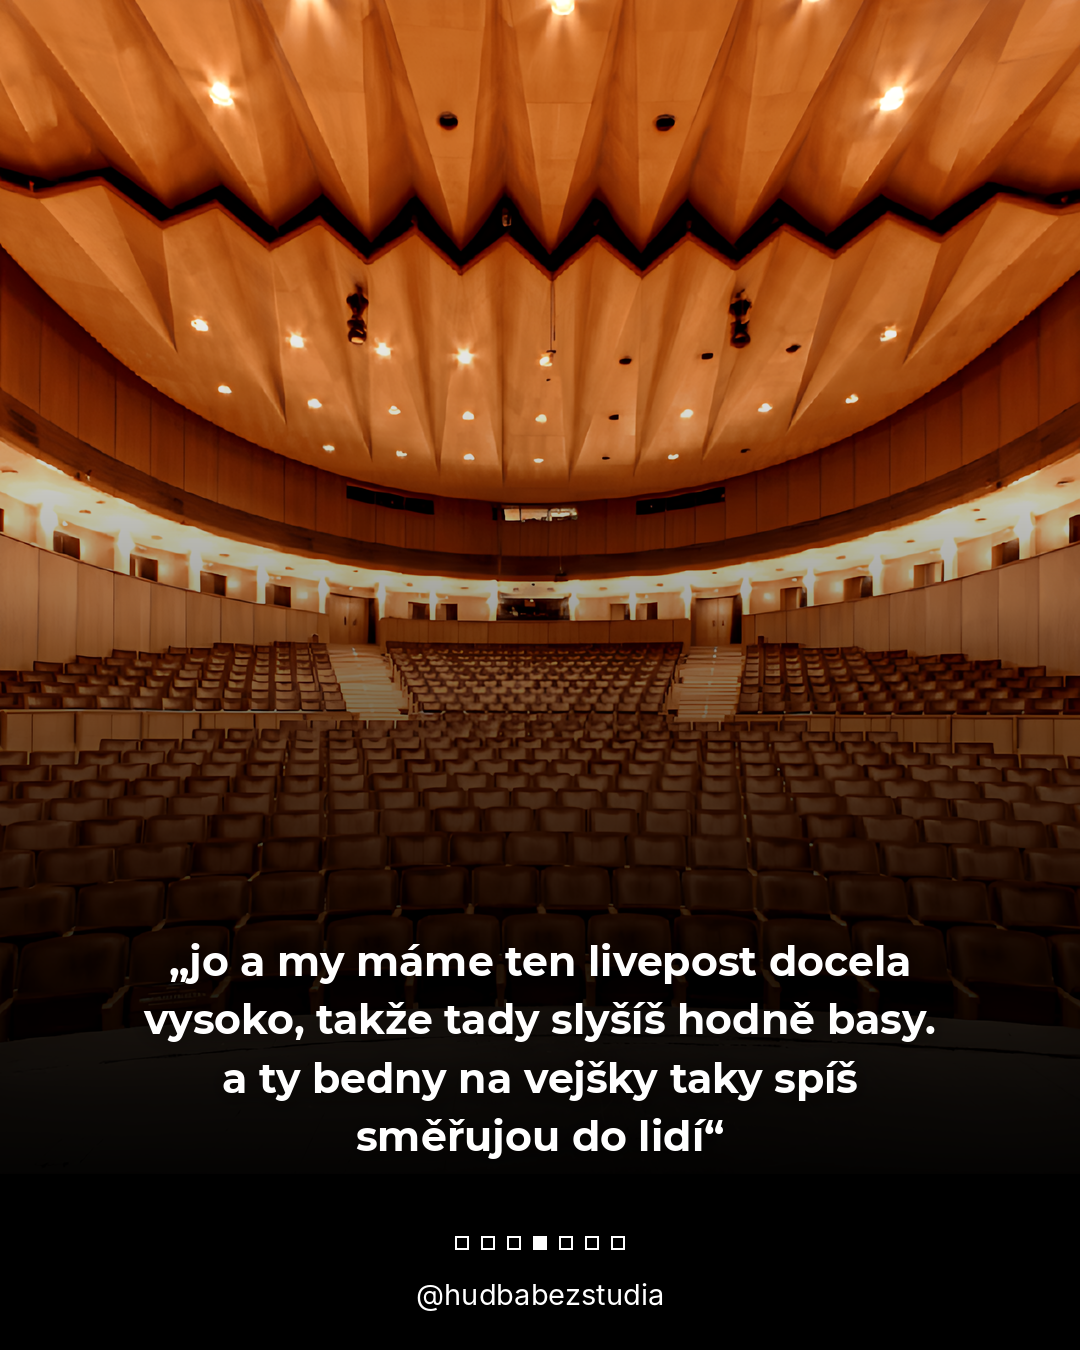 „jo a my máme ten livepost docela
vysoko, takže tady slyšíš hodně basy.
a ty bedny na vejšky taky spíš
směřujou do lidí“
@hudbabezstudia